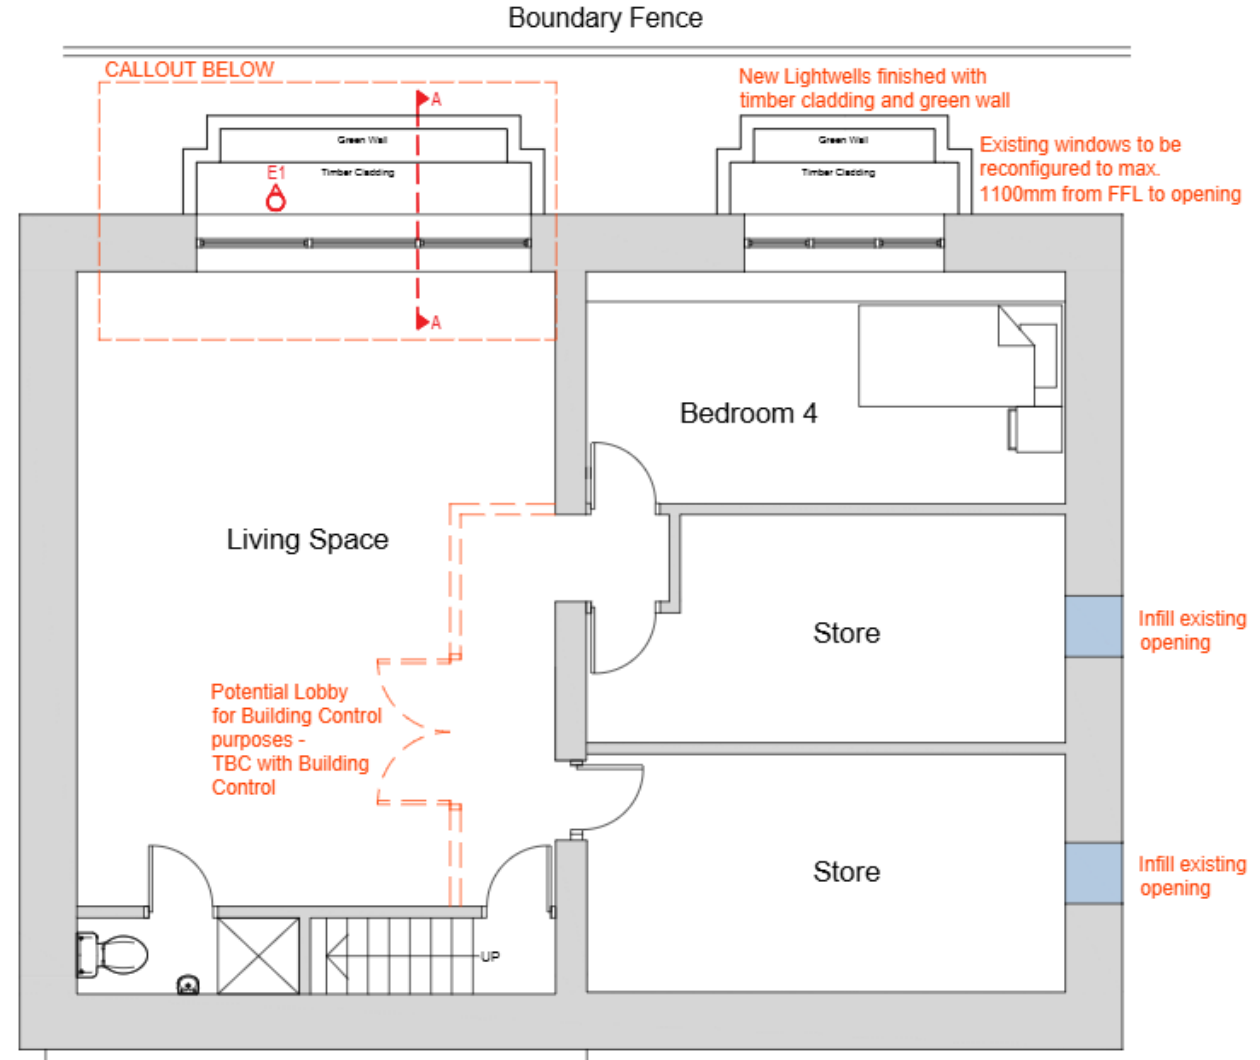 Boundary Fence
CALLOUT BELOW
New Lightwells finished with
timber cladding and green wall
A
Green Wall
Green Wall
Existing windows to be
reconfigured to max.
1100mm from FFL to opening
E1
Timber Cladding
Timber Cladding
A
Bedroom 4
Living Space
Store
Infill existing
opening
Potential Lobby
for Building Control
purposes -
TBC with Building
Control
Store
Infill existing
opening
UP